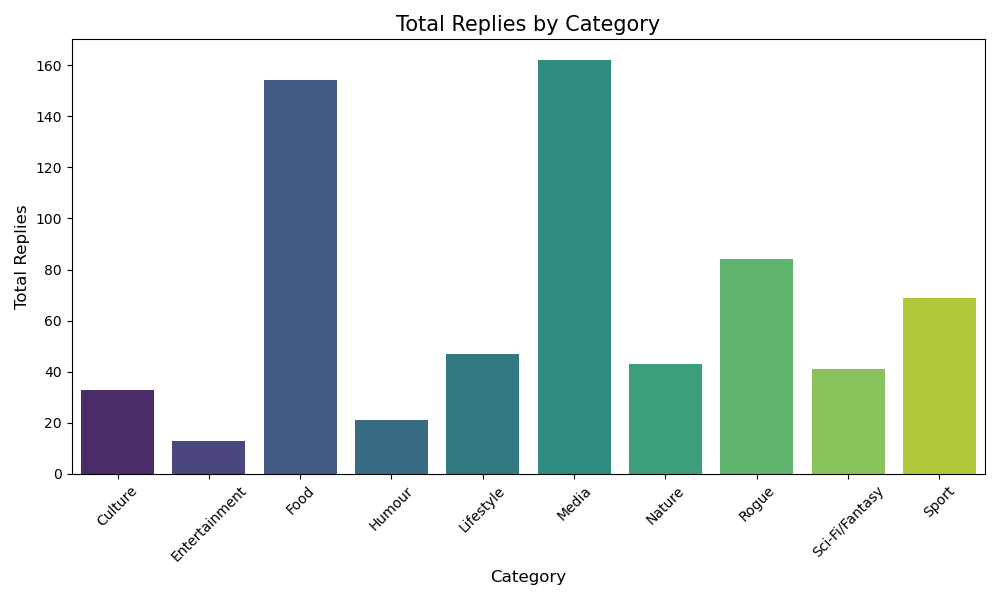 Total Replies by Category
Total Replies
160
140
120
100
80
60
40
20
0
Culture
Entertainment
Food
Humour
Lifestyle
Media
Nature
Rogue
Sci-Fi/Fantasy
Sport
Category